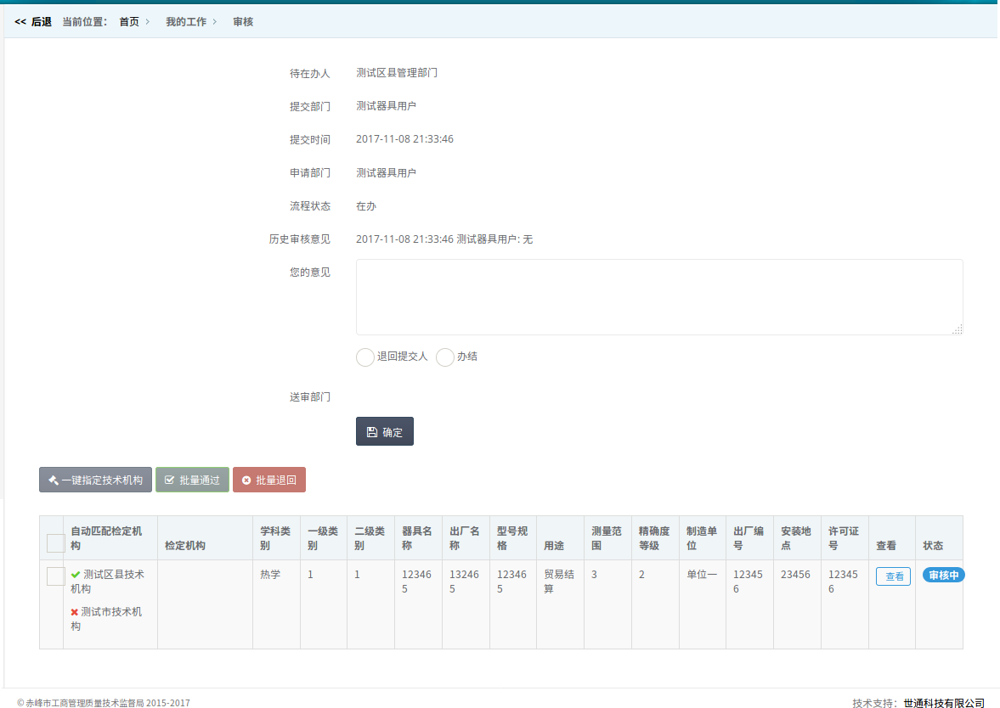 << 后退 当前位置： 首页 > 我的工作 > 审核
待在办人 测试区县管理部门
提交部门 测试器具用户
提交时间 2017-11-08 21:33:46
申请部门 测试器具用户
流程状态 在办
历史审核意见 2017-11-08 21:33:46 测试器具用户: 无
您的意见
退回提交人 办结
送审部门
确定
一键指定技术机构 批量通过 批量退回
自动匹配检定机构 检定机构 学科类别 一级类别 二级类别 器具名称 出厂名称 型号规格 用途 测量范围 精确度等级 制造单位 出厂编号 安装地点 许可证号 查看 状态
测试区县技术机构 热学 1 1 123465 132465 123465 贸易结算 3 2 单位一 123456 23456 123456 查看 审核中
测试市技术机构
© 赤峰市工商管理质量技术监督局 2015-2017 技术支持：世通科技有限公司